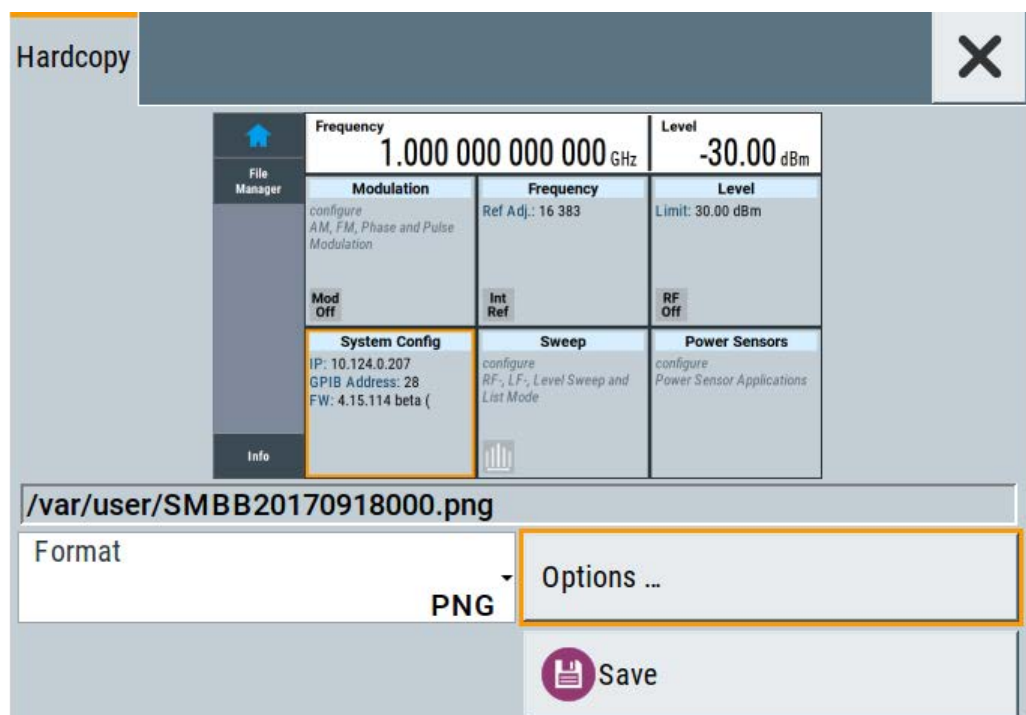 Hardcopy
Frequency
1.000 000 000 000 GHz
Level
-30.00 dBm
File
Manager
Modulation
configure
AM, FM, Phase and Pulse
Modulation
Mod
Off
Frequency
Ref Adj.: 16 383
Int
Ref
Level
Limit: 30.00 dBm
RF
Off
System Config
IP: 10.124.0.207
GPIB Address: 28
FW: 4.15.114 beta (
Sweep
configure
RF-, LF-, Level Sweep and
List Mode
Power Sensors
configure
Power Sensor Applications
Info
/var/user/SMBB20170918000.png
Format
PNG
Options ...
Save